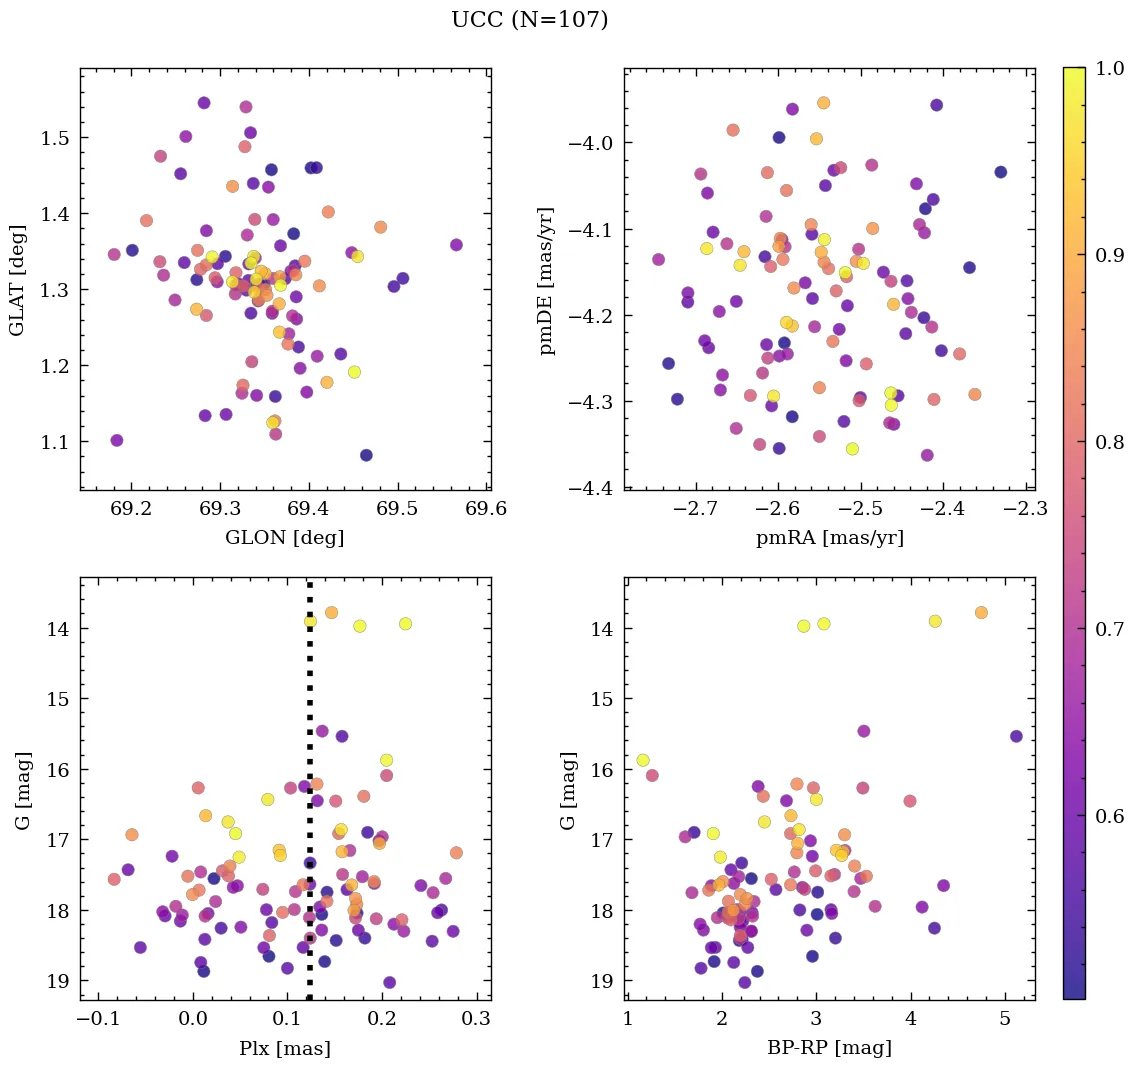 UCC (N=107)
1.5
1.4
1.3
1.2
1.1
GLAT [deg]
69.2 69.3 69.4 69.5 69.6
GLON [deg]
−4.0
−4.1
−4.2
−4.3
−4.4
pmDE [mas/yr]
−2.7 −2.6 −2.5 −2.4 −2.3
pmRA [mas/yr]
14
15
16
17
18
19
G [mag]
−0.1 0.0 0.1 0.2 0.3
Plx [mas]
14
15
16
17
18
19
G [mag]
1 2 3 4 5
BP-RP [mag]
1.0
0.9
0.8
0.7
0.6